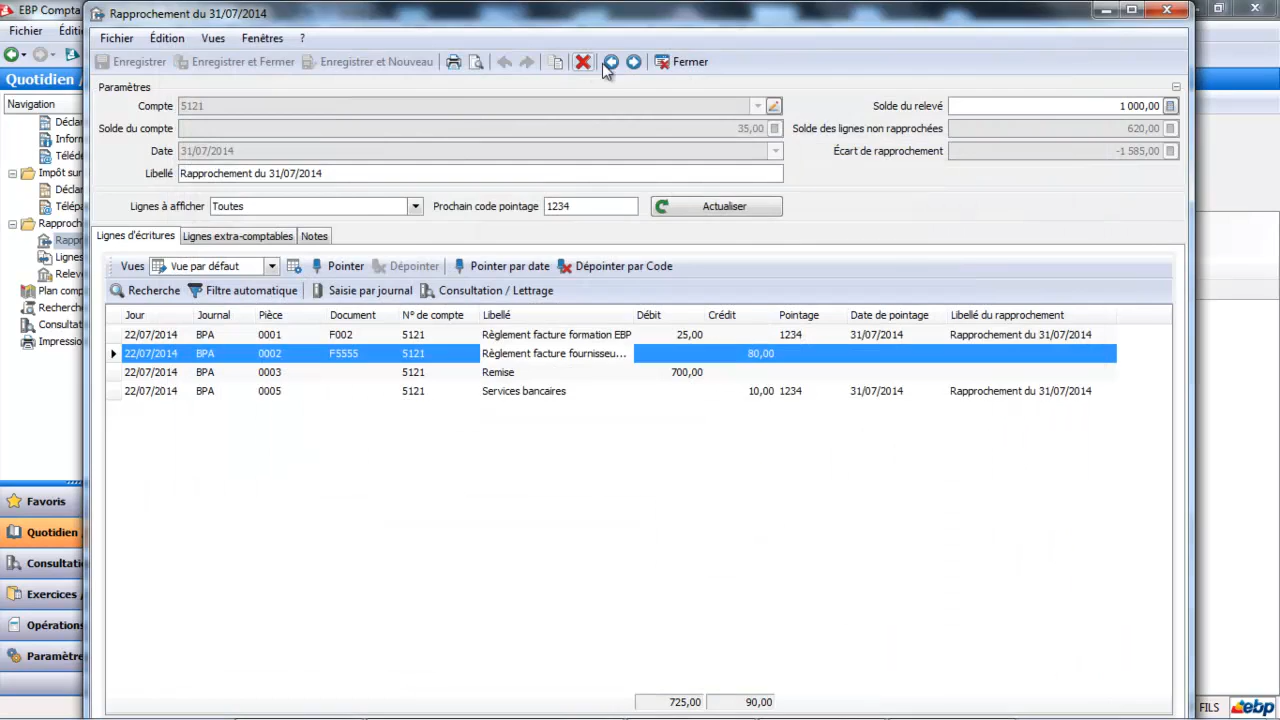 EBP Compta
Rapprochement du 31/07/2014
Fichier
Fichier Édition Vues Fenêtres ?
Enregistrer Enregistrer et Fermer Enregistrer et Nouveau Fermer
Quotidien /
Navigation
Paramètres
Compte 5121
Solde du relevé 1 000,00
Solde du compte 35,00
Solde des lignes non rapprochées 620,00
Date 31/07/2014
Écart de rapprochement -1 585,00
Libellé Rapprochement du 31/07/2014
Lignes à afficher Toutes Prochain code pointage 1234 Actualiser
Lignes d'écritures Lignes extra-comptables Notes
Vues Vue par défaut Pointer Dépointer Pointer par date Dépointer par Code
Recherche Filtre automatique Saisie par journal Consultation / Lettrage
Jour Journal Pièce Document N° de compte Libellé Débit Crédit Pointage Date de pointage Libellé du rapprochement
22/07/2014 BPA 0001 F002 5121 Règlement facture formation EBP 25,00 1234 31/07/2014 Rapprochement du 31/07/2014
22/07/2014 BPA 0002 F5555 5121 Règlement facture fournisseu... 80,00
22/07/2014 BPA 0003 5121 Remise 700,00
22/07/2014 BPA 0005 5121 Services bancaires 10,00 1234 31/07/2014 Rapprochement du 31/07/2014
725,00 90,00
Déclar
Inform
Téléde
Impôt sur
Déclar
Télépa
Rapproch
Rappr
Lignes
Relevé
Plan comp
Recherche
Consultat
Impression
Favoris
Quotidien
Consultati
Exercices /
Opérations
Paramètre
FILS ebp